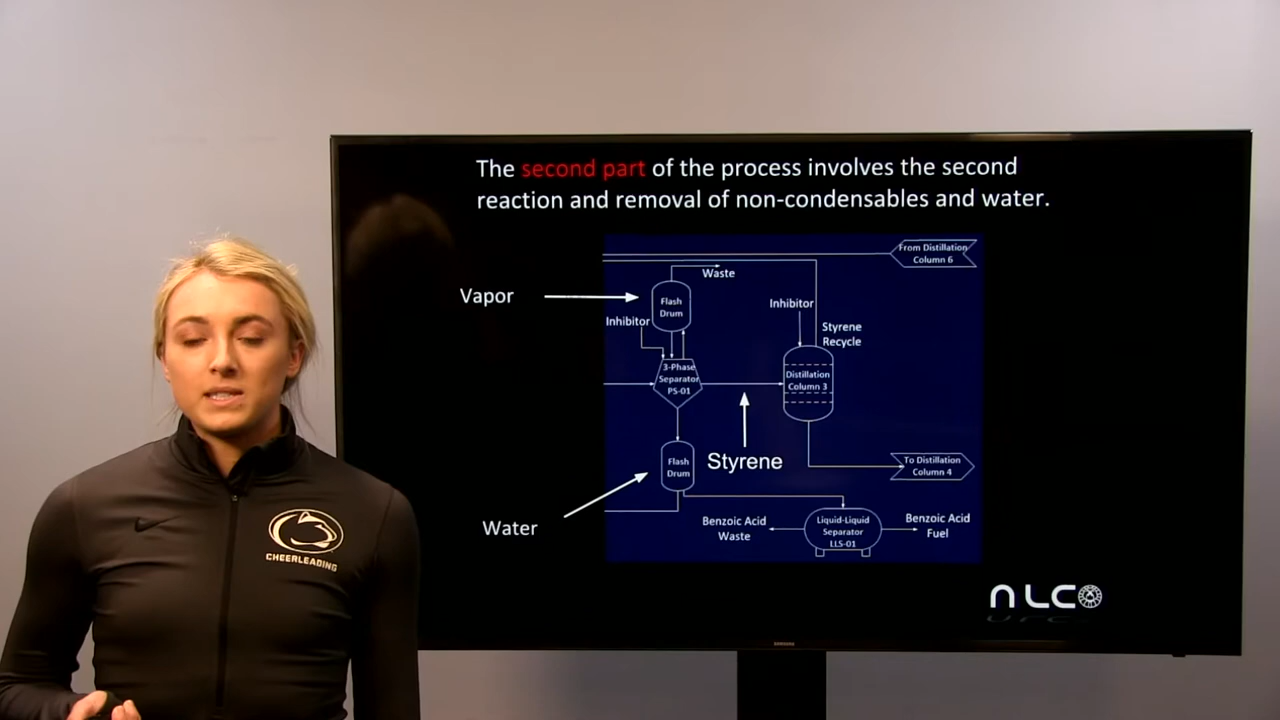 The second part of the process involves the second
reaction and removal of non-condensables and water.
From Distillation
Column 6
Waste
Vapor
Flash
Drum
Inhibitor
Inhibitor
Styrene
Recycle
3-Phase
Separator
PS-01
Distillation
Column 3
Styrene
Flash
Drum
To Distillation
Column 4
Water
Benzoic Acid
Waste
Liquid-Liquid
Separator
LLS-01
Benzoic Acid
Fuel
CHEERLEADING
NLC
SAMSUNG